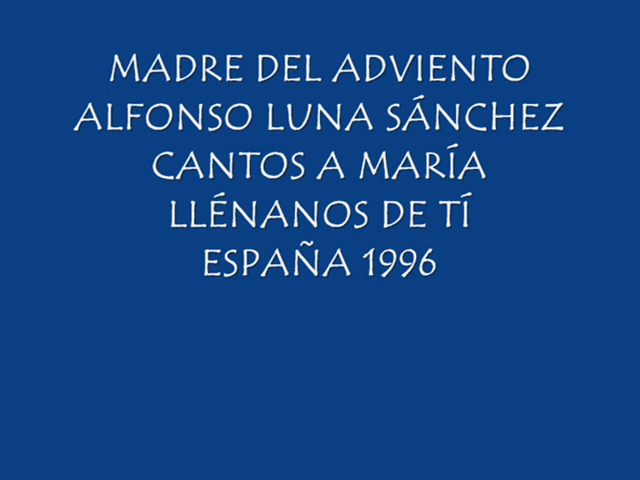 MADRE DEL ADVIENTO
ALFONSO LUNA SÁNCHEZ
CANTOS A MARÍA
LLÉNANOS DE TÍ
ESPAÑA 1996